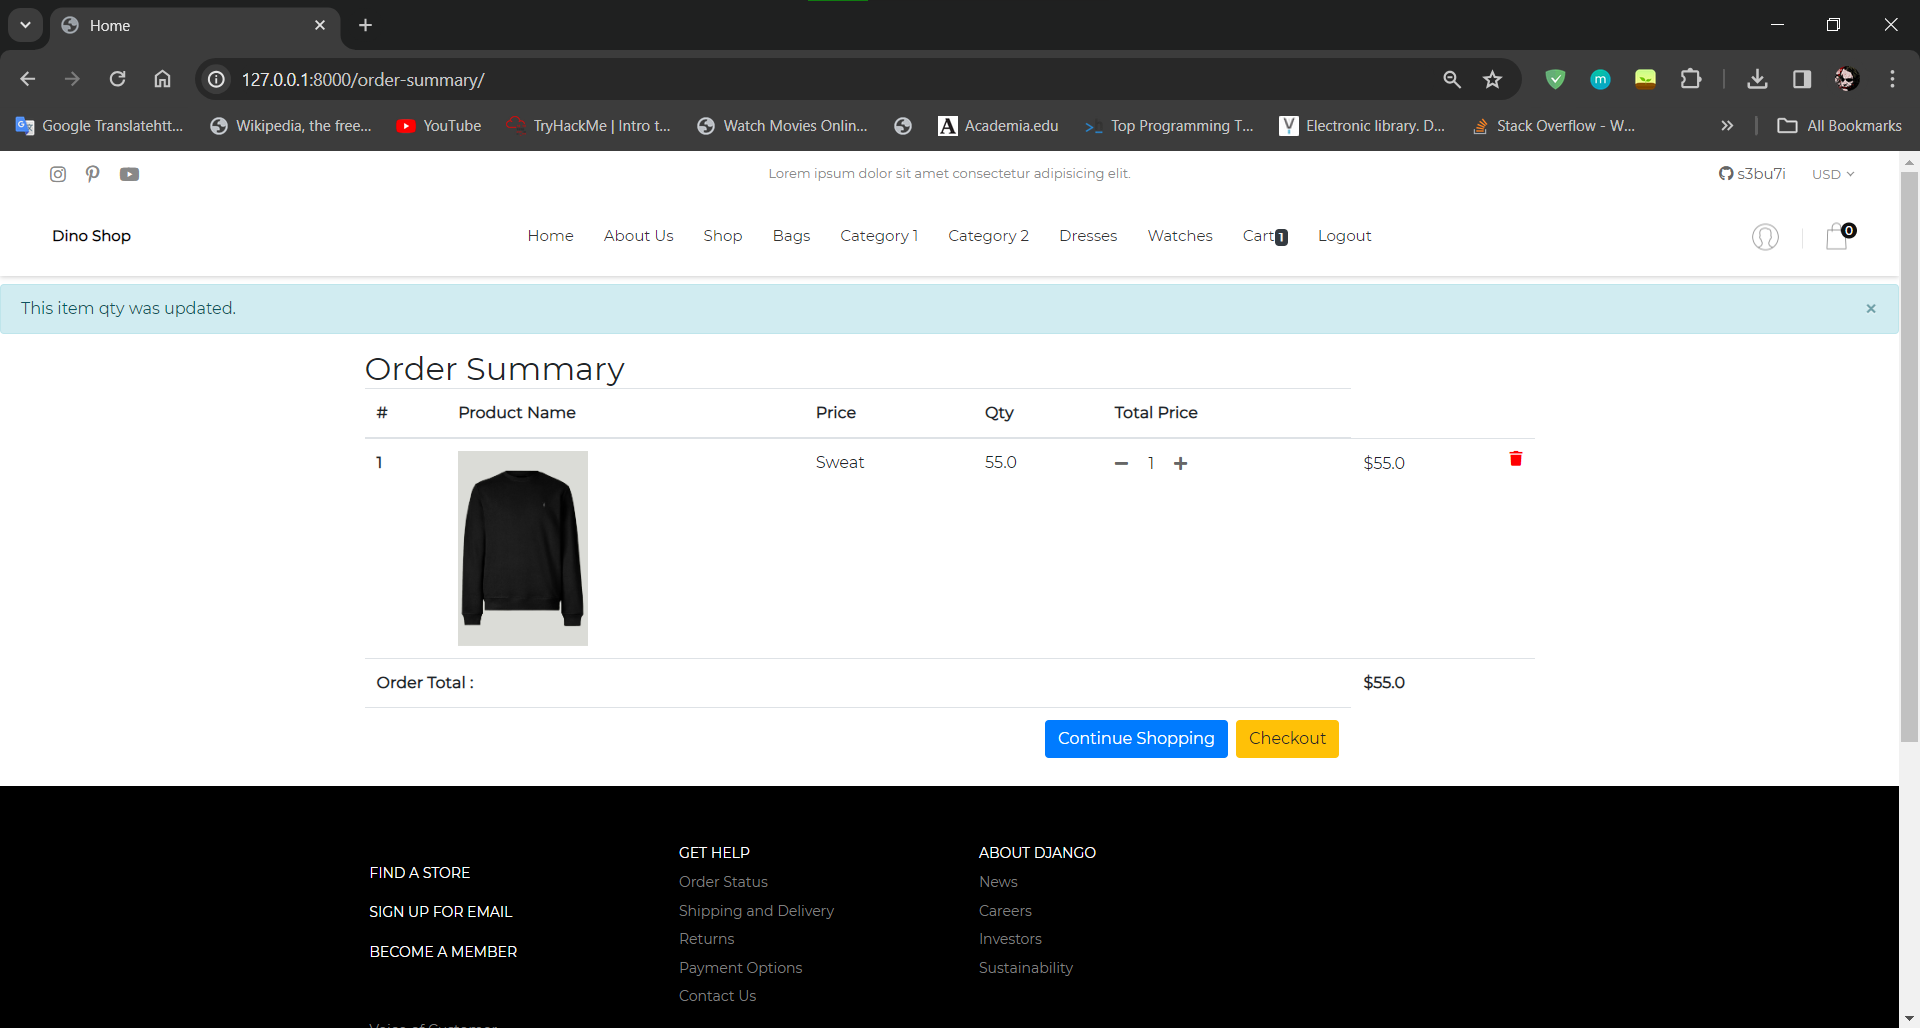 Home
127.0.0.1:8000/order-summary/
Google Translatehtt...
Wikipedia, the free...
YouTube
TryHackMe | Intro t...
Watch Movies Onlin...
Academia.edu
Top Programming T...
Electronic library. D...
Stack Overflow - W...
All Bookmarks
Lorem ipsum dolor sit amet consectetur adipisicing elit.
s3bu7i
USD
Dino Shop
Home About Us Shop Bags Category 1 Category 2 Dresses Watches Cart 1 Logout
0
This item qty was updated.
×
Order Summary
# Product Name Price Qty Total Price
1 Sweat 55.0 1 $55.0
Order Total : $55.0
Continue Shopping Checkout
FIND A STORE
SIGN UP FOR EMAIL
BECOME A MEMBER
Voice of Customer
GET HELP
Order Status
Shipping and Delivery
Returns
Payment Options
Contact Us
ABOUT DJANGO
News
Careers
Investors
Sustainability